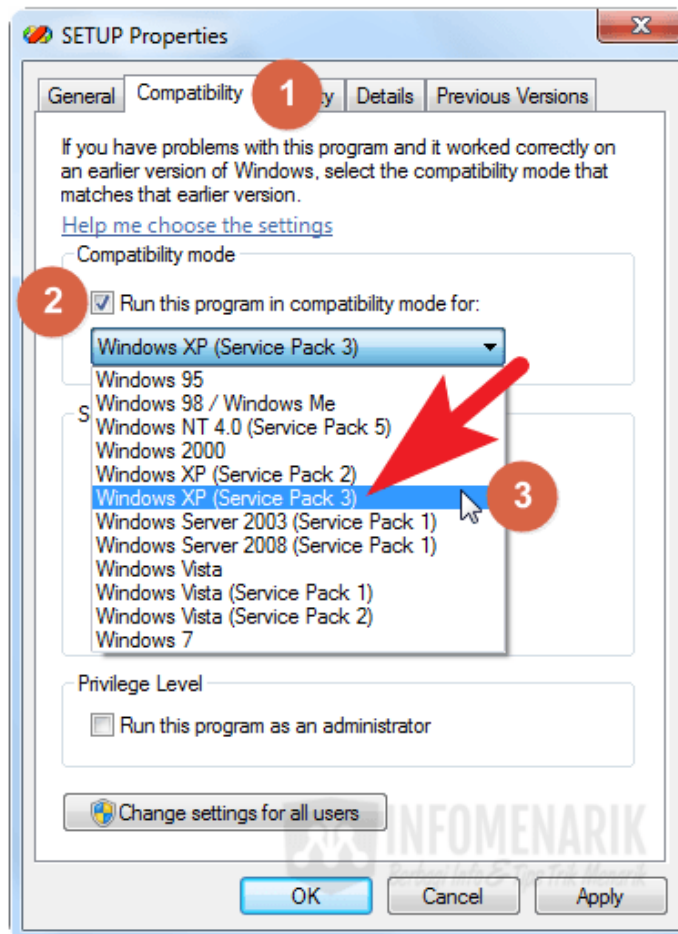 SETUP Properties
General Compatibility 1 ty Details Previous Versions
If you have problems with this program and it worked correctly on
an earlier version of Windows, select the compatibility mode that
matches that earlier version.
Help me choose the settings
Compatibility mode
2 Run this program in compatibility mode for:
Windows XP (Service Pack 3)
Windows 95
Windows 98 / Windows Me
S
Windows NT 4.0 (Service Pack 5)
Windows 2000
Windows XP (Service Pack 2)
Windows XP (Service Pack 3) 3
Windows Server 2003 (Service Pack 1)
Windows Server 2008 (Service Pack 1)
Windows Vista
Windows Vista (Service Pack 1)
Windows Vista (Service Pack 2)
Windows 7
Privilege Level
Run this program as an administrator
Change settings for all users
INFOMENARIK
Berbagi Info & Tips Trik Menarik
OK Cancel Apply